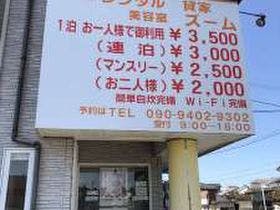 レンタル 貸家
美容室 ズーム
1泊 お一人様で御利用 ¥3,500
(連泊) ¥3,000
(マンスリー) ¥2,500
(お二人様) ¥2,000
簡単自炊完備 Wi-Fi完備
予約はTEL 090-9402-9302
受付 9:00-18:00